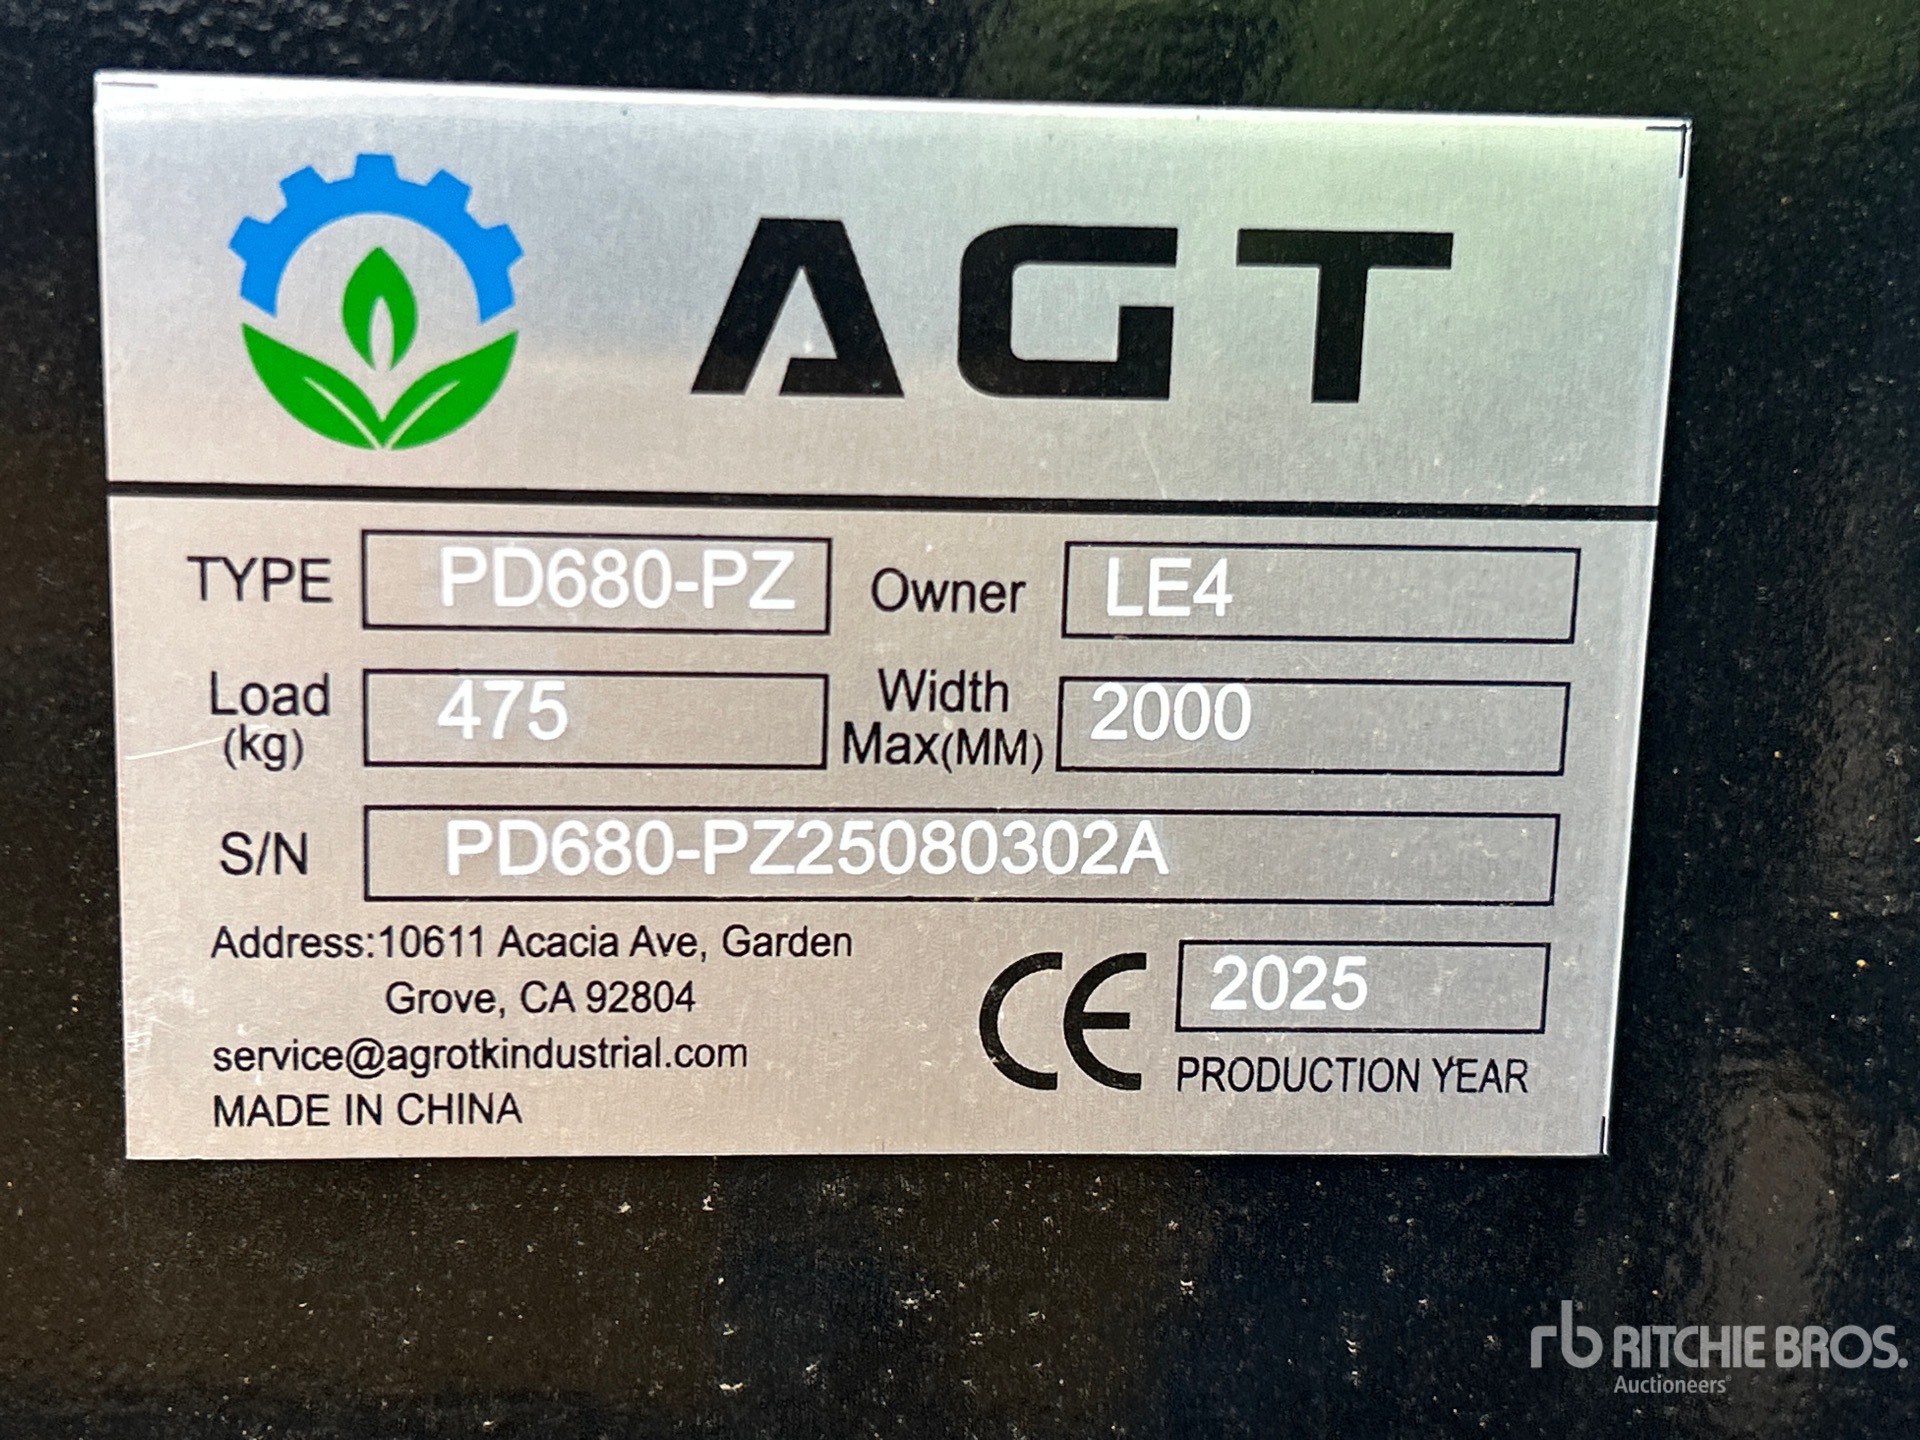 AGT
TYPE PD680-PZ Owner LE4
Load (kg) 475 Width Max(MM) 2000
S/N PD680-PZ25080302A
Address:10611 Acacia Ave, Garden
Grove, CA 92804
service@agrotkindustrial.com
MADE IN CHINA
CE 2025
PRODUCTION YEAR
rb RITCHIE BROS.
Auctioneers